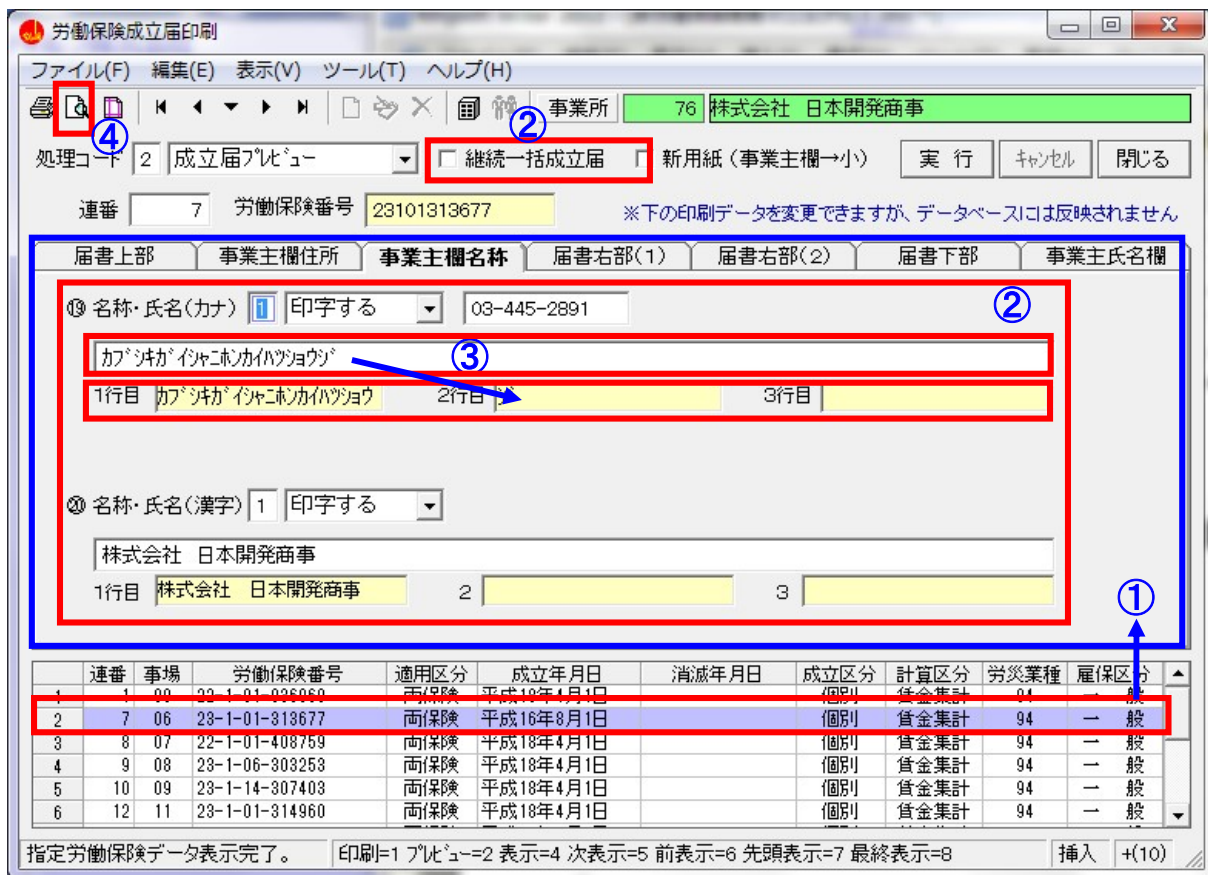 労働保険成立届印刷
ファイル(F) 編集(E) 表示(V) ツール(T) ヘルプ(H)
事業所 76 株式会社 日本開発商事
④ ②
処理コード 2 成立届ﾌﾟﾚﾋﾞｭｰ 継続一括成立届 新用紙（事業主欄→小） 実 行 ｷｬﾝｾﾙ 閉じる
連番 7 労働保険番号 23101313677 ※下の印刷データを変更できますが、データベースには反映されません
届書上部 事業主欄住所 事業主欄名称 届書右部(1) 届書右部(2) 届書下部 事業主氏名欄
⑲ 名称・氏名(カナ) 1 印字する 03-445-2891 ②
ｶﾌﾞｼｷｶﾞｲｼｬﾆﾎﾝｶｲﾊﾂｼｮｳｼﾞ ③
1行目 ｶﾌﾞｼｷｶﾞｲｼｬﾆﾎﾝｶｲﾊﾂｼｮｳ 2行目 ｼﾞ 3行目
⑳ 名称・氏名(漢字) 1 印字する
株式会社 日本開発商事
1行目 株式会社 日本開発商事 2 3
①
連番 事場 労働保険番号 適用区分 成立年月日 消滅年月日 成立区分 計算区分 労災業種 雇保区分
2 7 06 23-1-01-313677 両保険 平成16年8月1日 個別 賃金集計 94 一 般
3 8 07 22-1-01-408759 両保険 平成18年4月1日 個別 賃金集計 94 一 般
4 9 08 23-1-06-303253 両保険 平成18年4月1日 個別 賃金集計 94 一 般
5 10 09 23-1-14-307403 両保険 平成18年4月1日 個別 賃金集計 94 一 般
6 12 11 23-1-01-314960 両保険 平成18年4月1日 個別 賃金集計 94 一 般
指定労働保険データ表示完了。 印刷=1 ﾌﾟﾚﾋﾞｭｰ=2 表示=4 次表示=5 前表示=6 先頭表示=7 最終表示=8 挿入 +(10)